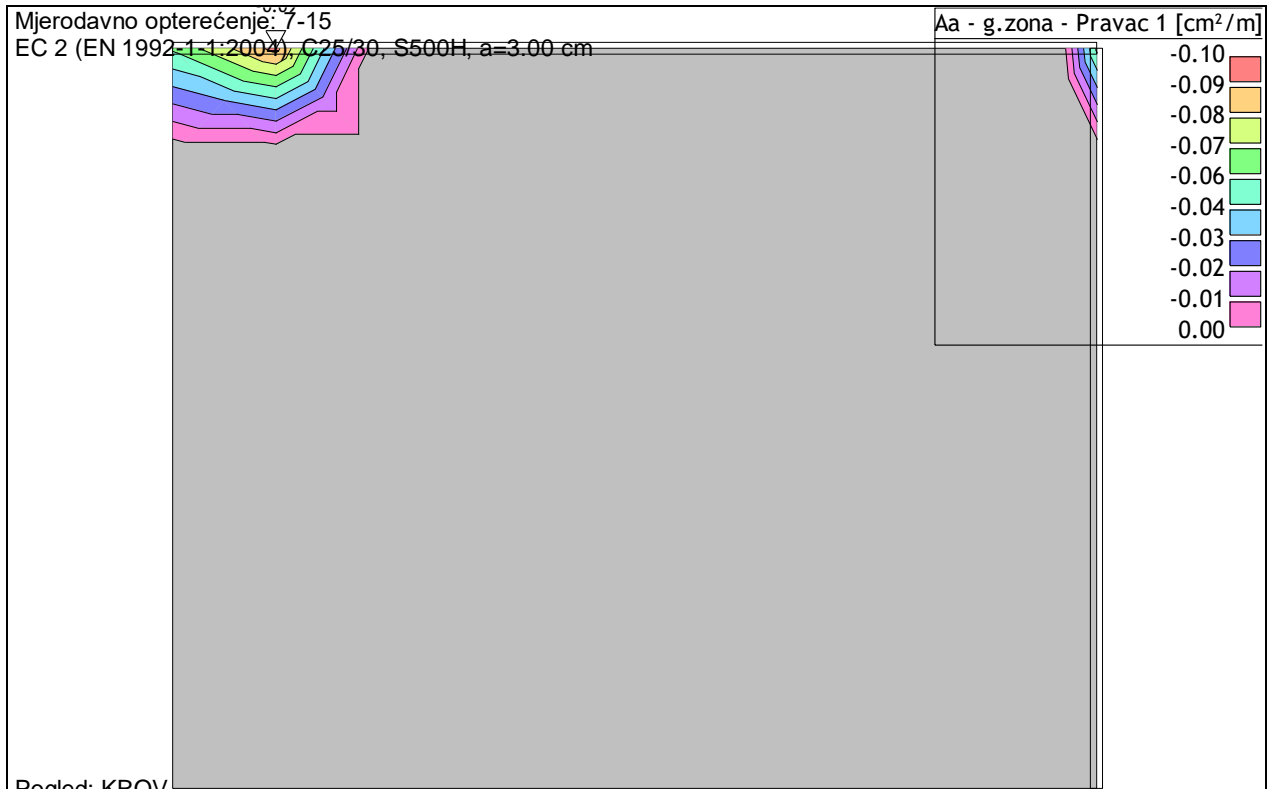 Mjerodavno opterećenje: 7-15
EC 2 (EN 1992-1-1:2004), C25/30, S500H, a=3.00 cm
Aa - g.zona - Pravac 1 [cm²/m]
-0.10
-0.09
-0.08
-0.07
-0.06
-0.04
-0.03
-0.02
-0.01
0.00
Pogled: KROV